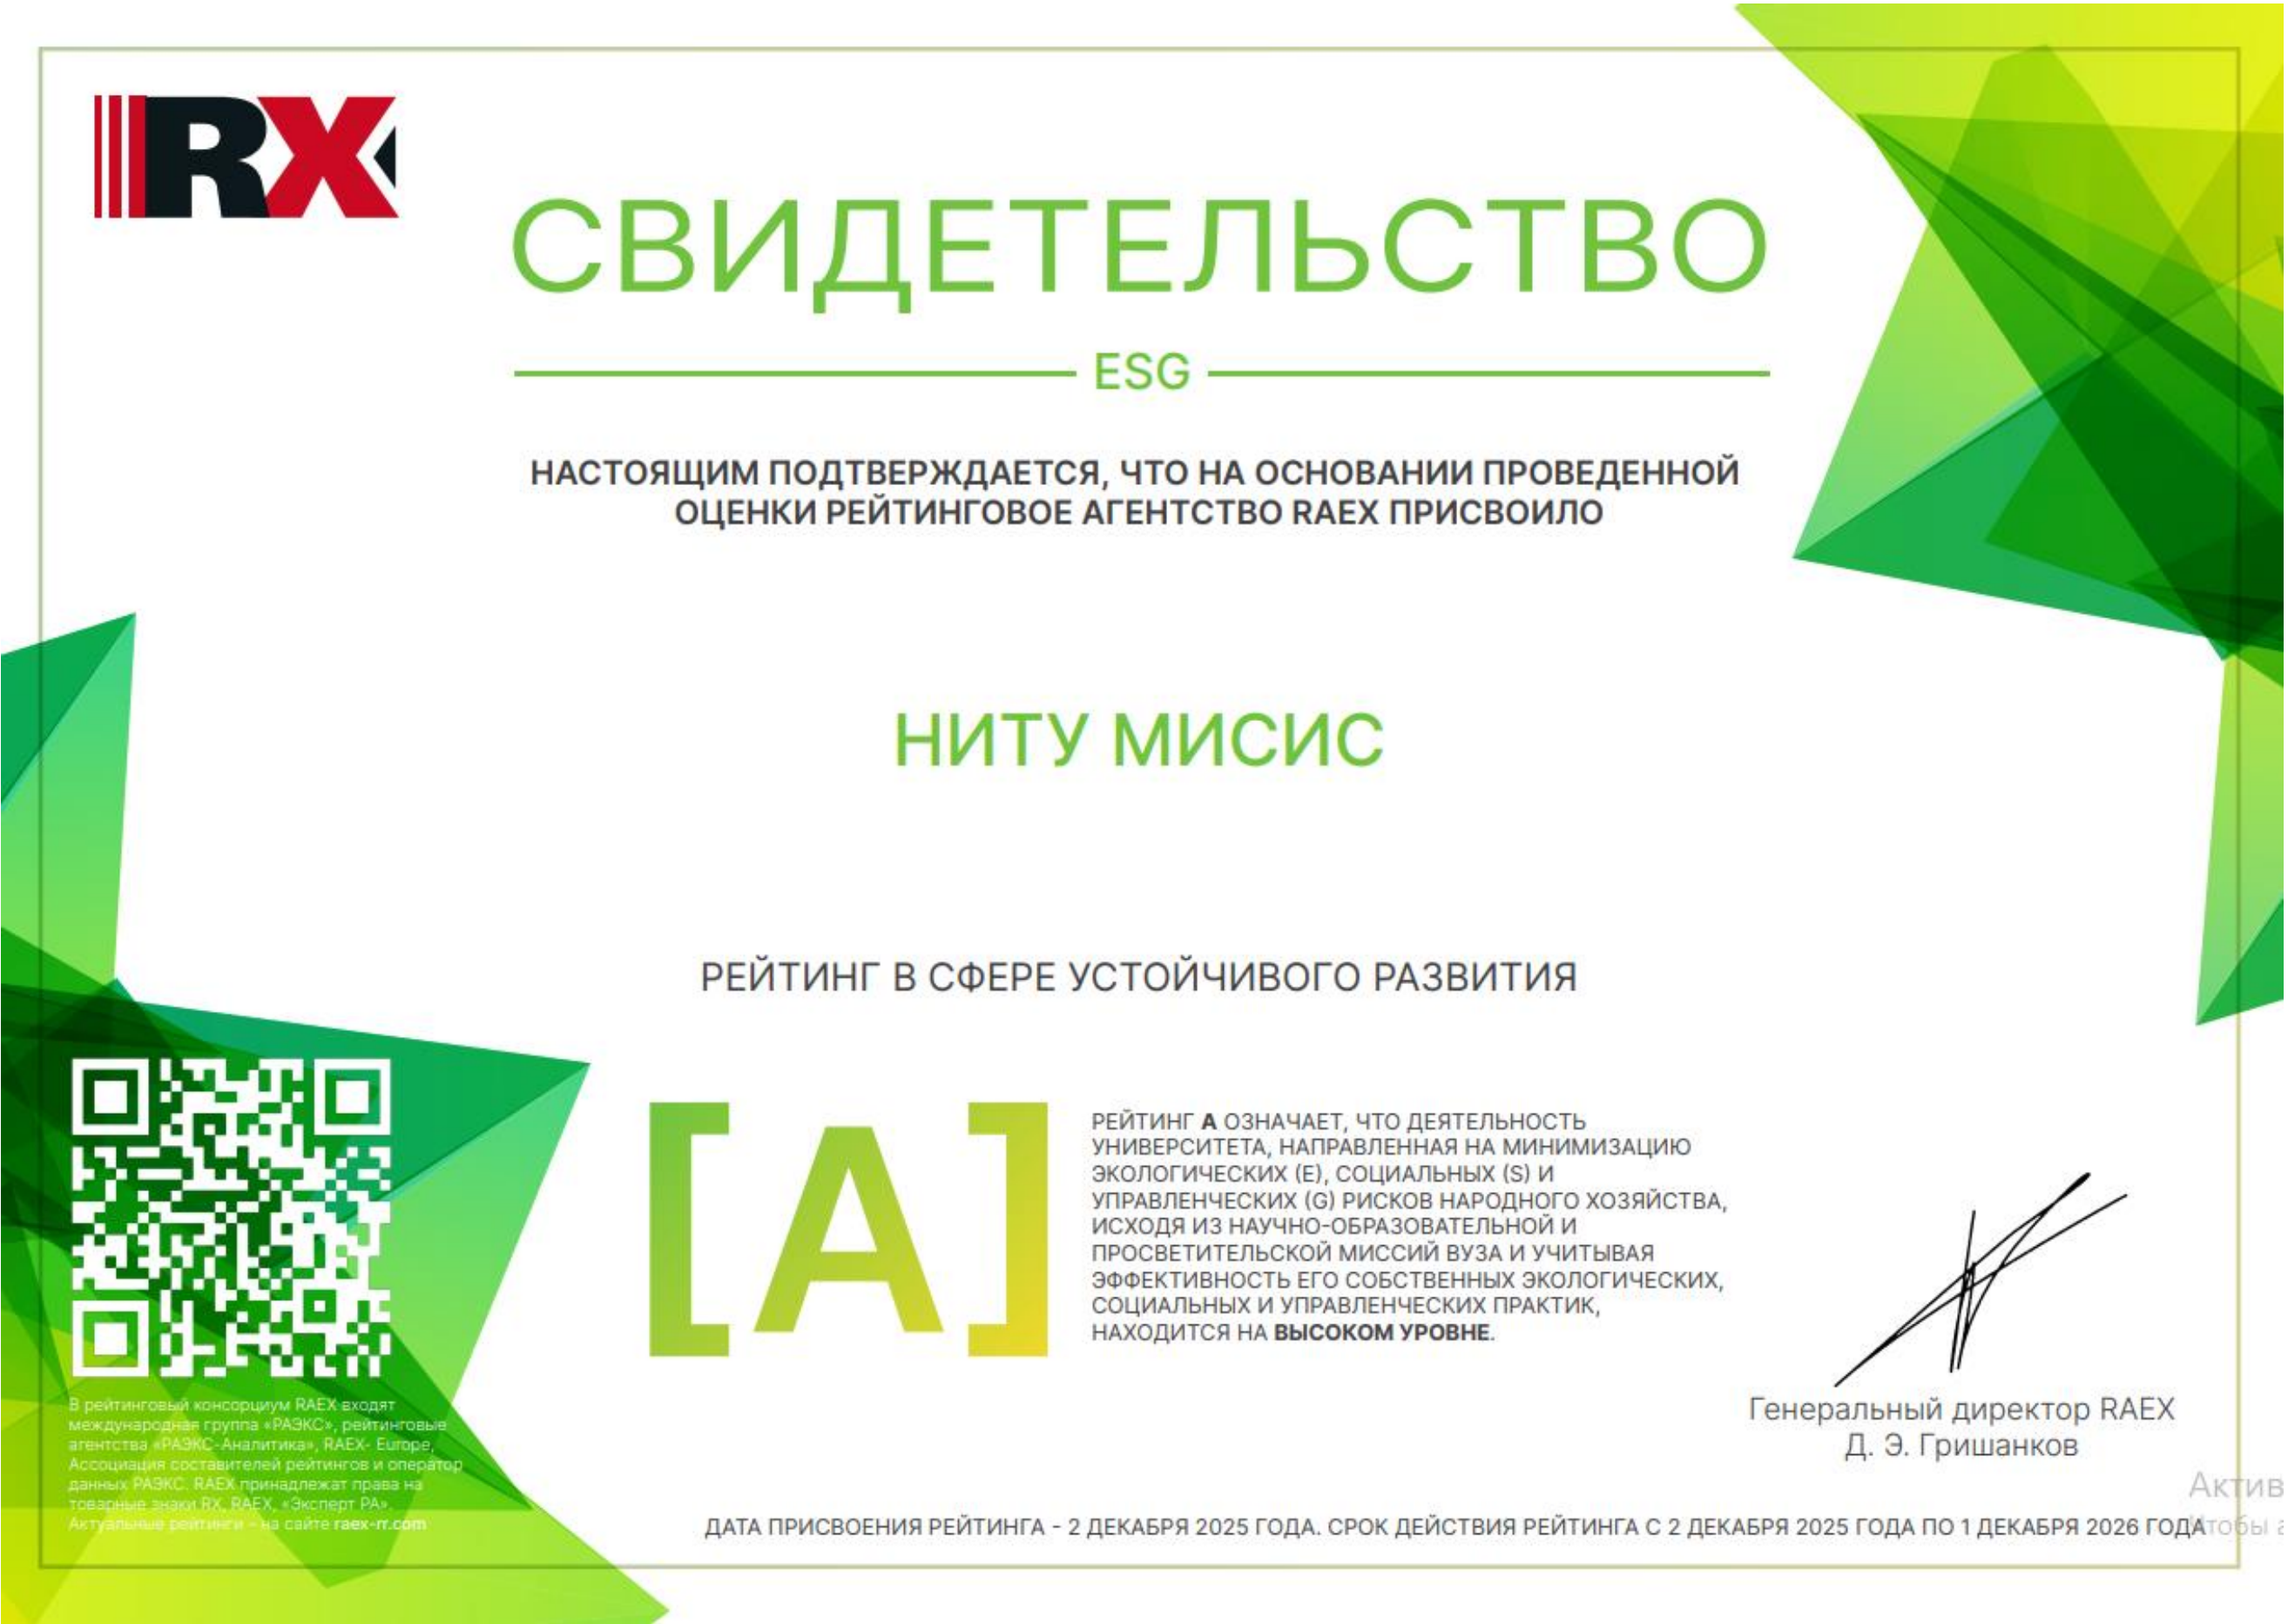 RX
СВИДЕТЕЛЬСТВО
ESG
НАСТОЯЩИМ ПОДТВЕРЖДАЕТСЯ, ЧТО НА ОСНОВАНИИ ПРОВЕДЕННОЙ
ОЦЕНКИ РЕЙТИНГОВОЕ АГЕНТСТВО RAEX ПРИСВОИЛО
НИТУ МИСИС
РЕЙТИНГ В СФЕРЕ УСТОЙЧИВОГО РАЗВИТИЯ
[A]
РЕЙТИНГ А ОЗНАЧАЕТ, ЧТО ДЕЯТЕЛЬНОСТЬ
УНИВЕРСИТЕТА, НАПРАВЛЕННАЯ НА МИНИМИЗАЦИЮ
ЭКОЛОГИЧЕСКИХ (E), СОЦИАЛЬНЫХ (S) И
УПРАВЛЕНЧЕСКИХ (G) РИСКОВ НАРОДНОГО ХОЗЯЙСТВА,
ИСХОДЯ ИЗ НАУЧНО-ОБРАЗОВАТЕЛЬНОЙ И
ПРОСВЕТИТЕЛЬСКОЙ МИССИЙ ВУЗА И УЧИТЫВАЯ
ЭФФЕКТИВНОСТЬ ЕГО СОБСТВЕННЫХ ЭКОЛОГИЧЕСКИХ,
СОЦИАЛЬНЫХ И УПРАВЛЕНЧЕСКИХ ПРАКТИК,
НАХОДИТСЯ НА ВЫСОКОМ УРОВНЕ.
В рейтинговый консорциум RAEX входят
международная группа «РАЭКС», рейтинговые
агентства «РАЭКС-Аналитика», RAEX- Europe,
Ассоциация составителей рейтингов и оператор
данных РАЭКС. RAEX принадлежат права на
товарные знаки RX, RAEX, «Эксперт РА».
Актуальные рейтинги – на сайте raex-rr.com
Генеральный директор RAEX
Д. Э. Гришанков
Актив
ДАТА ПРИСВОЕНИЯ РЕЙТИНГА - 2 ДЕКАБРЯ 2025 ГОДА. СРОК ДЕЙСТВИЯ РЕЙТИНГА С 2 ДЕКАБРЯ 2025 ГОДА ПО 1 ДЕКАБРЯ 2026 ГОДА
Чтобы а